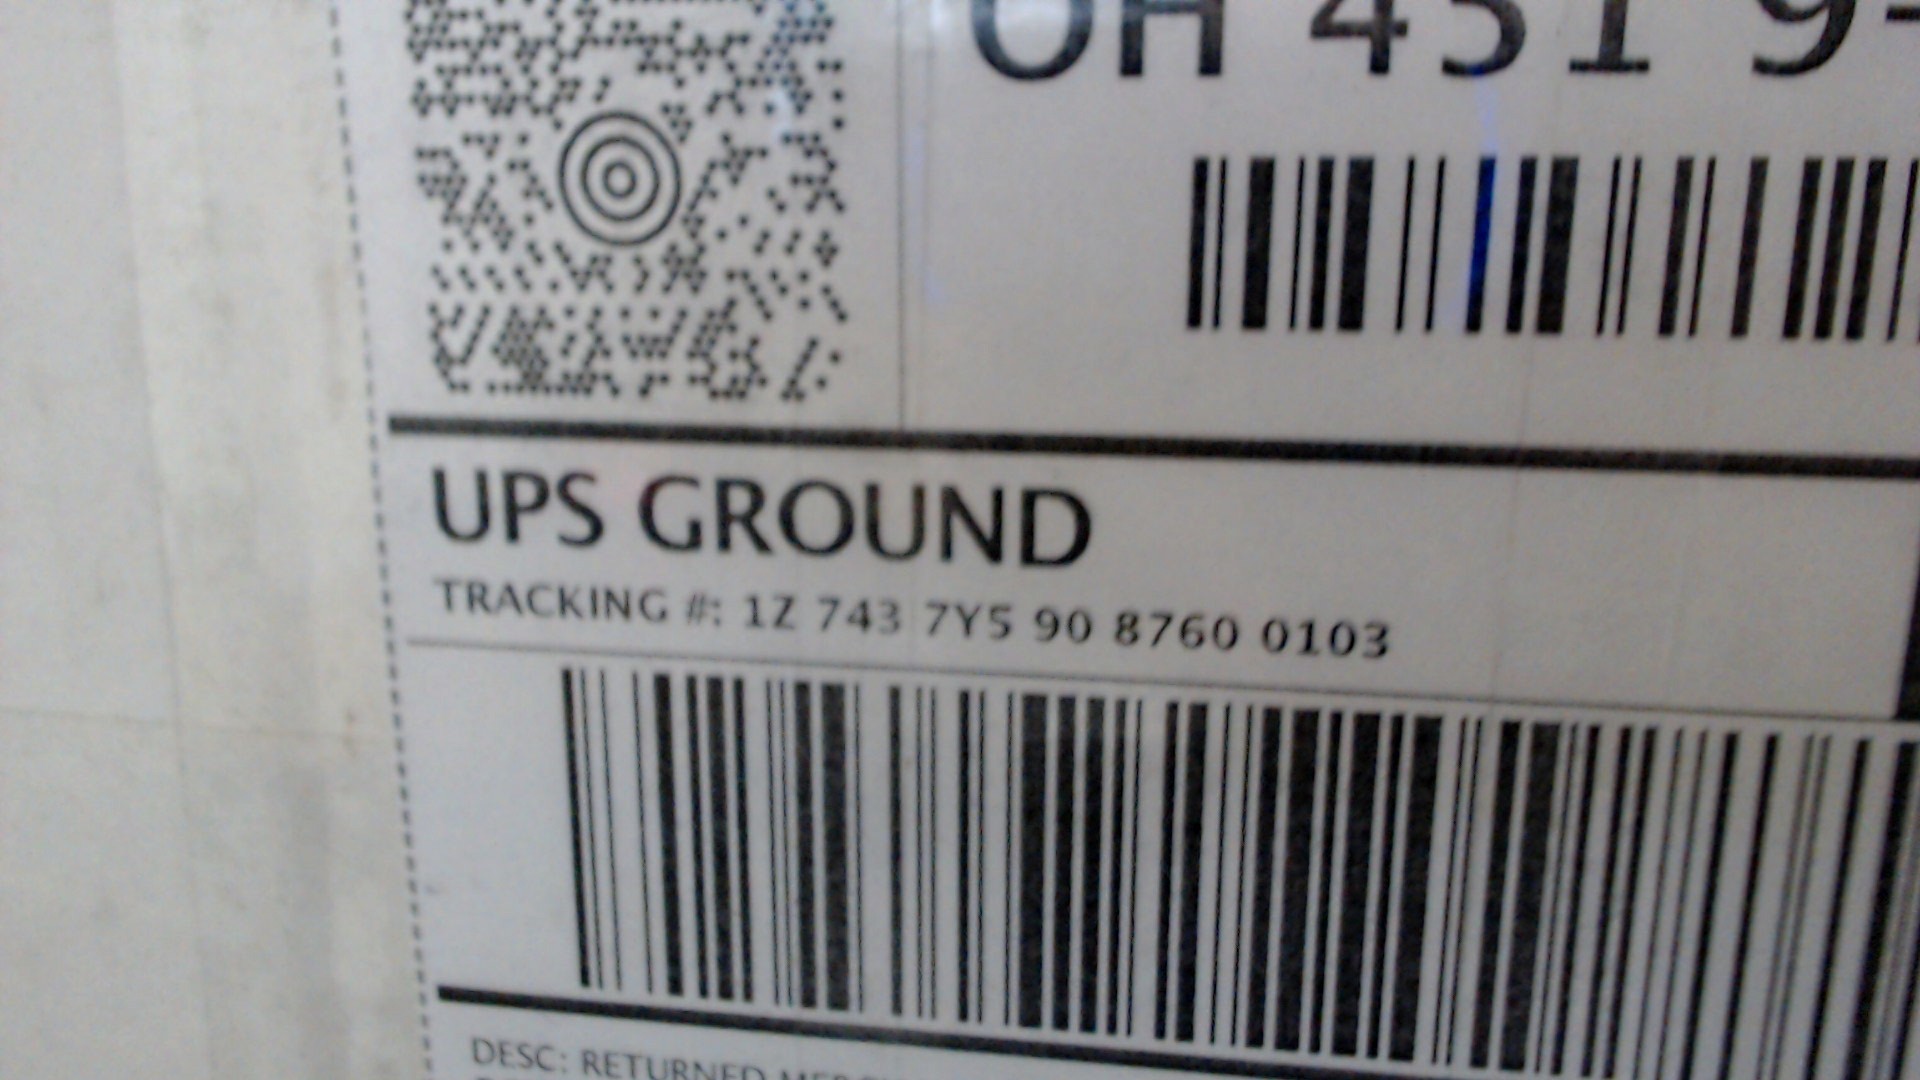 OH 431 9-
UPS GROUND
TRACKING #: 1Z 743 7Y5 90 8760 0103
DESC: RETURNED